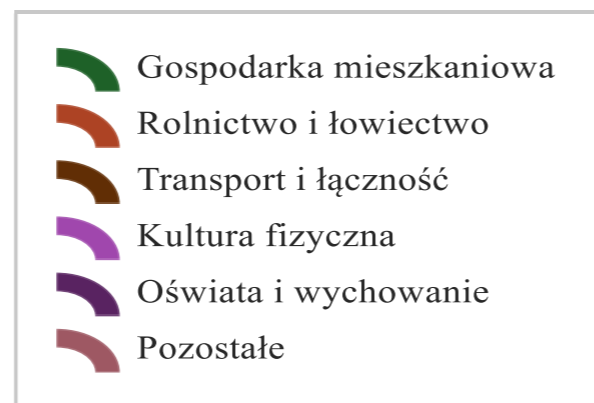 Gospodarka mieszkaniowa
Rolnictwo i łowiectwo
Transport i łączność
Kultura fizyczna
Oświata i wychowanie
Pozostałe